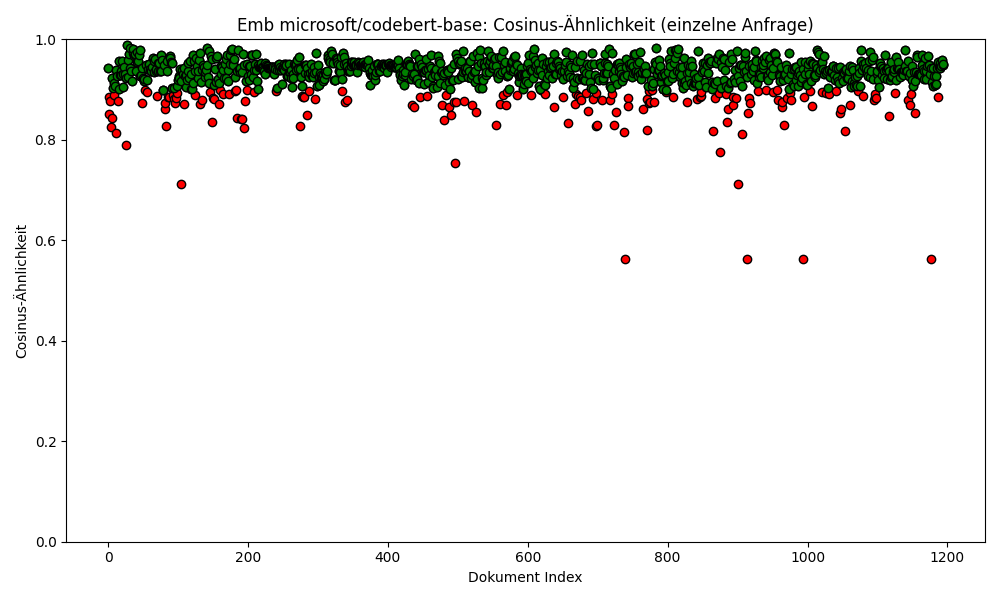 Emb microsoft/codebert-base: Cosinus-Ähnlichkeit (einzelne Anfrage)
1.0
0.8
0.6
0.4
0.2
0.0
Cosinus-Ähnlichkeit
0 200 400 600 800 1000 1200
Dokument Index